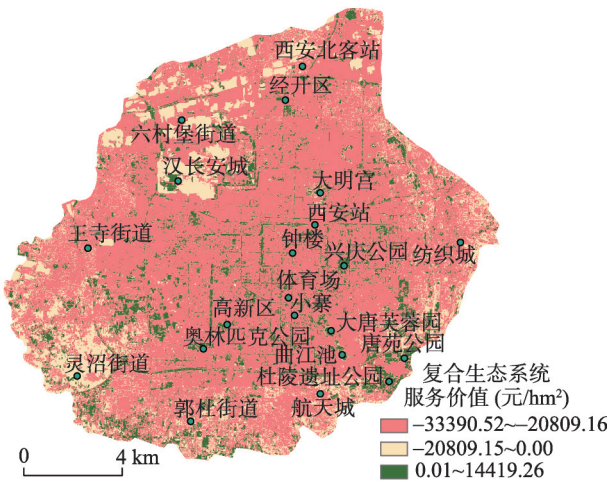 西安北客站
经开区
六村堡街道
汉长安城
大明宫
西安站
王寺街道
钟楼
兴庆公园
纺织城
体育场
小寨
高新区
大唐芙蓉园
奥林匹克公园
唐苑公园
曲江池
灵沼街道
杜陵遗址公园
郭杜街道
航天城
复合生态系统
服务价值 (元/hm²)
−33390.52~−20809.16
−20809.15~0.00
0.01~14419.26
0 4 km